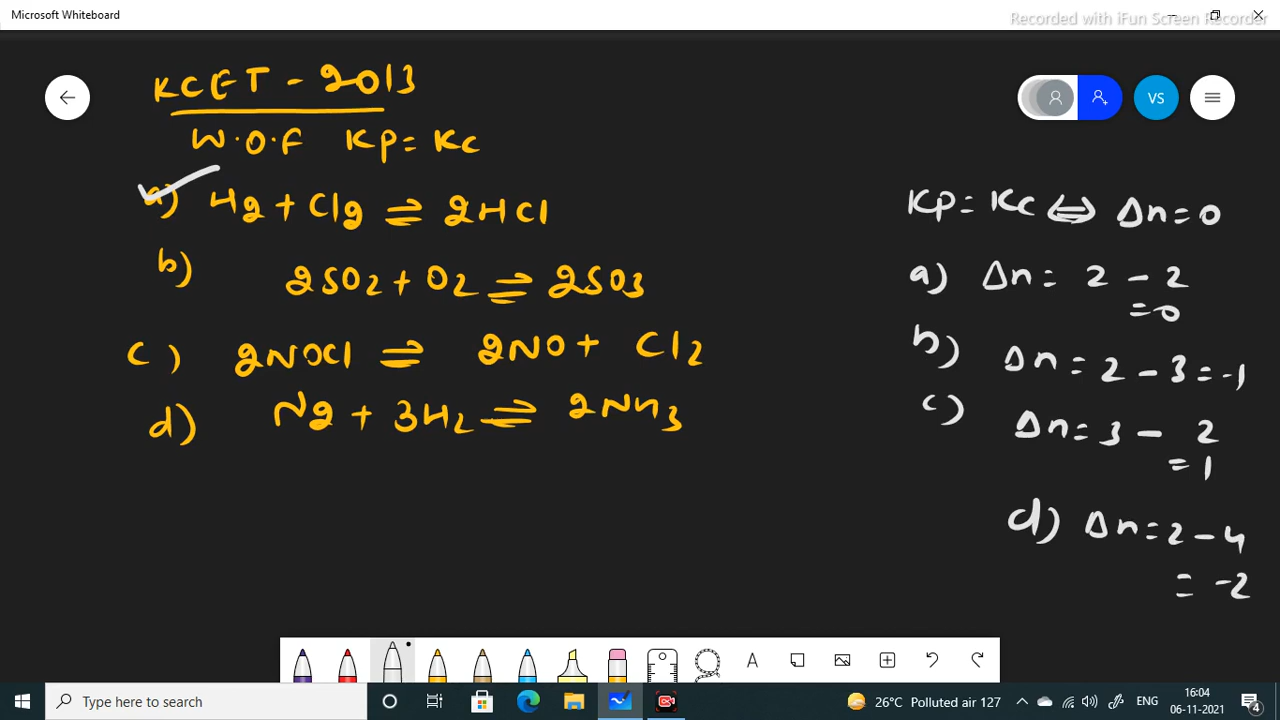 Microsoft Whiteboard
Recorded with iFun Screen Recorder
KCET - 2013
W.O.F Kp = Kc
a) H2 + Cl2 ⇌ 2HCl
b) 2SO2 + O2 ⇌ 2SO3
c) 2NOCl ⇌ 2NO + Cl2
d) N2 + 3H2 ⇌ 2NH3
VS
Kp = Kc ⇔ Δn = 0
a) Δn = 2 - 2
= 0
b) Δn = 2 - 3 = -1
c) Δn = 3 - 2
= 1
d) Δn = 2 - 4
= -2
A
Type here to search
26°C Polluted air 127
ENG
16:04
06-11-2021
4